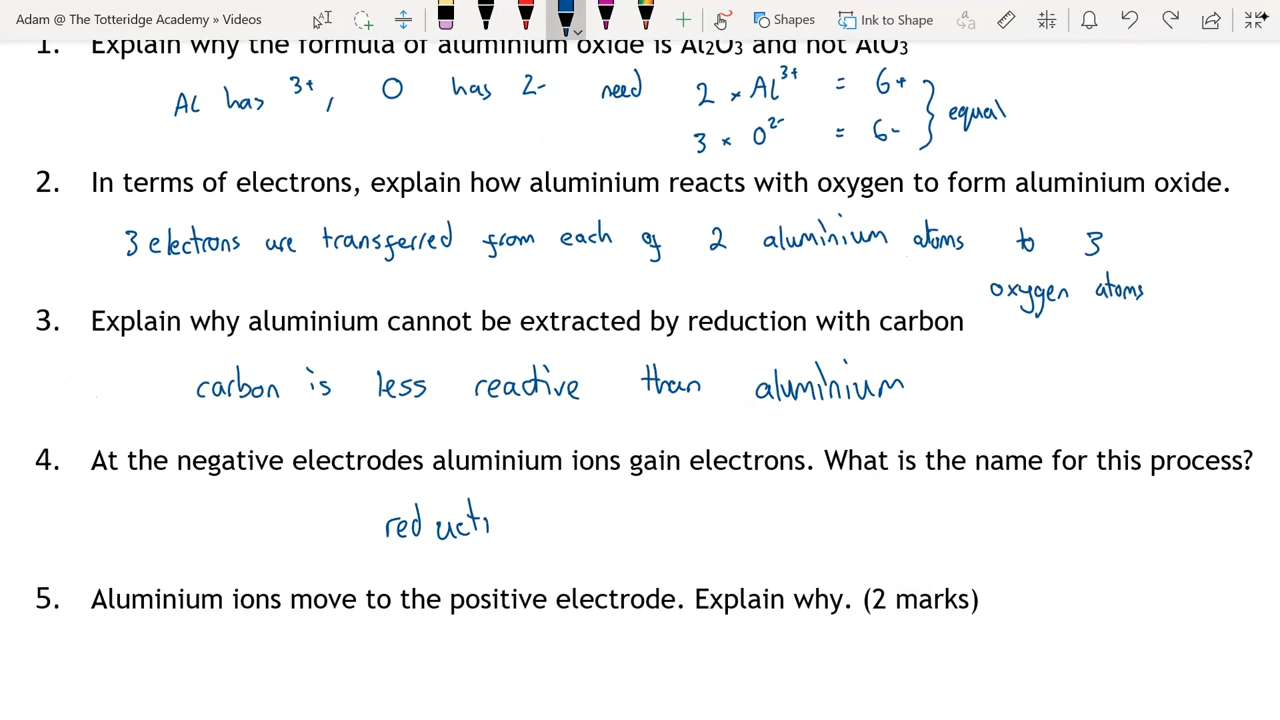 Adam @ The Totteridge Academy » Videos
Shapes
Ink to Shape
1. Explain why the formula of aluminium oxide is Al2O3 and not AlO3
Al has 3+, O has 2- need 2 × Al3+ = 6+
3 × O2- = 6-
equal
2. In terms of electrons, explain how aluminium reacts with oxygen to form aluminium oxide.
3 electrons are transferred from each of 2 aluminium atoms to 3
oxygen atoms
3. Explain why aluminium cannot be extracted by reduction with carbon
carbon is less reactive than aluminium
4. At the negative electrodes aluminium ions gain electrons. What is the name for this process?
reducti
5. Aluminium ions move to the positive electrode. Explain why. (2 marks)